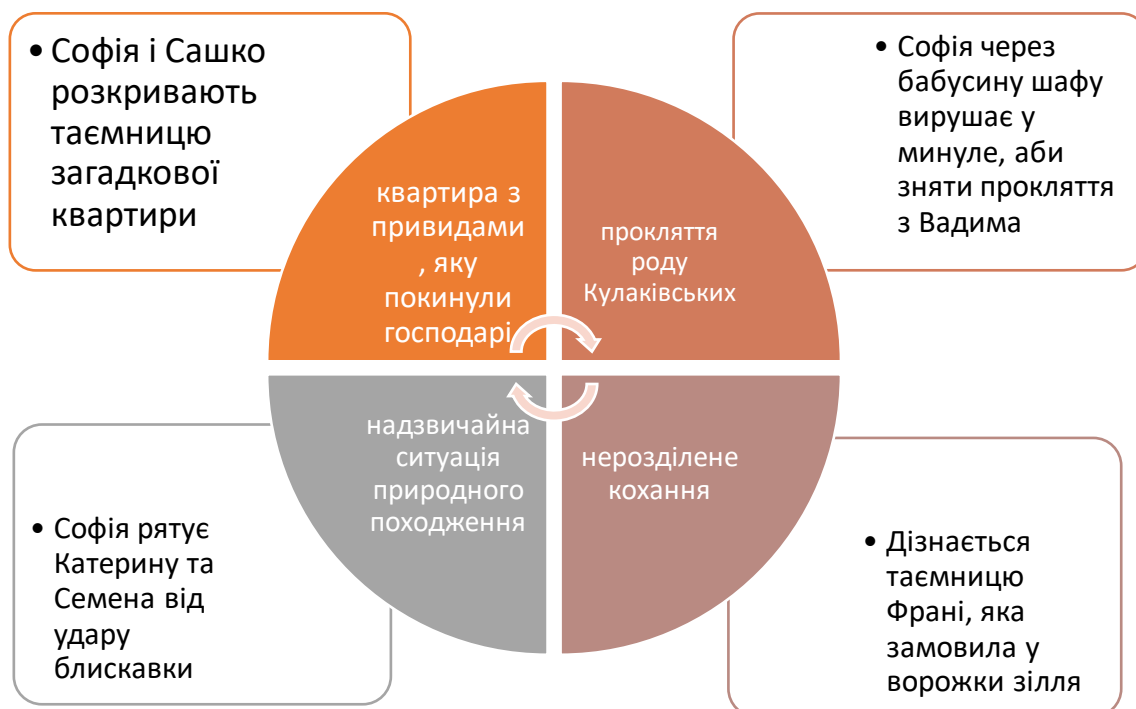 • Софія і Сашко
розкривають
таємницю
загадкової
квартири
квартира з
привидами
, яку
покинули
господарі
• Софія через
бабусину шафу
вирушає у
минуле, аби
зняти прокляття
з Вадима
прокляття
роду
Кулаківських
надзвичайна
ситуація
природного
походження
• Софія рятує
Катерину та
Семена від
удару
блискавки
нерозділене
кохання
• Дізнається
таємницю
Франі, яка
замовила у
ворожки зілля